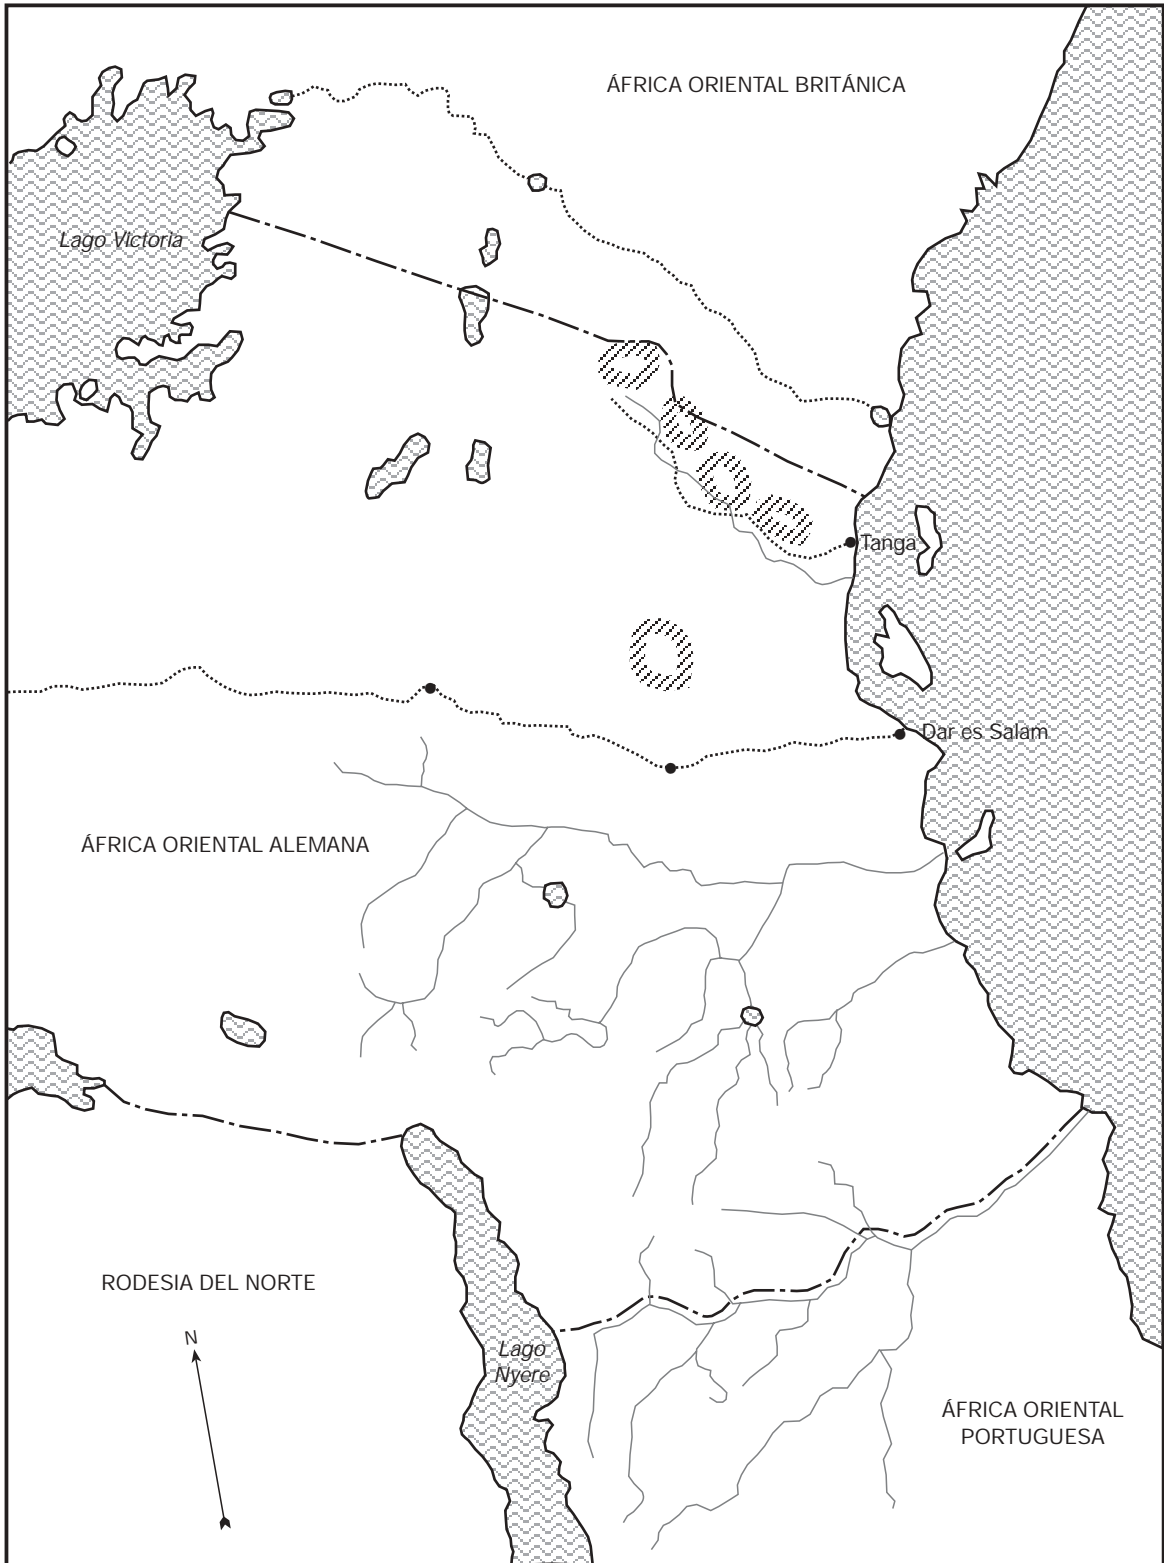 ÁFRICA ORIENTAL BRITÁNICA
Lago Victoria
Tanga
Dar es Salam
ÁFRICA ORIENTAL ALEMANA
RODESIA DEL NORTE
N
Lago
Nyere
ÁFRICA ORIENTAL
PORTUGUESA